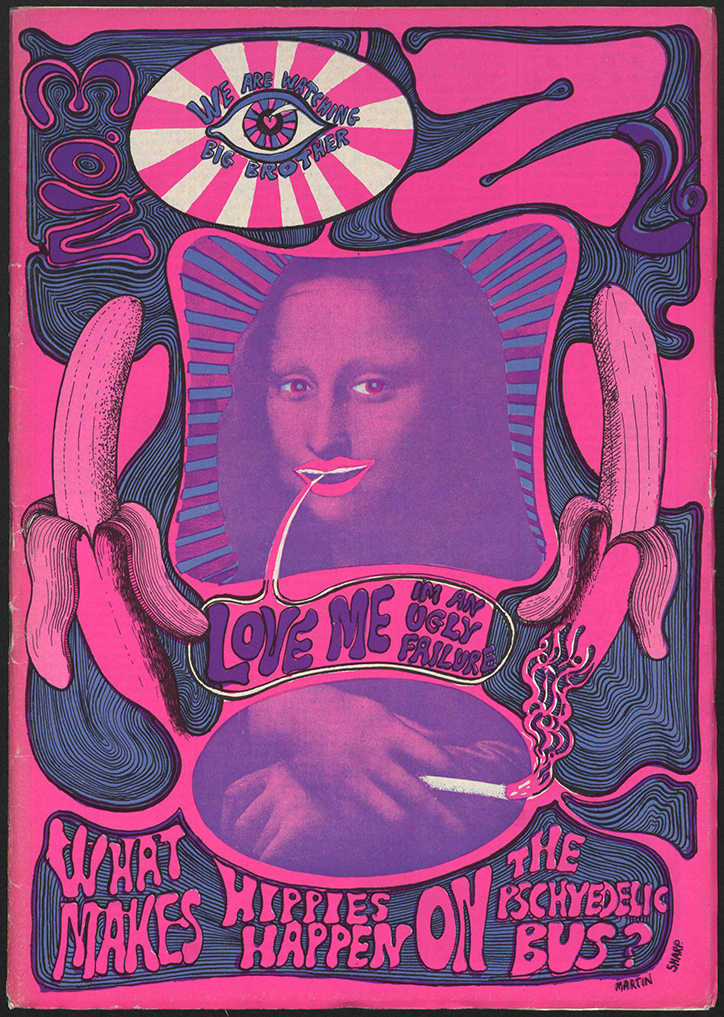 NO.3
WE ARE WATCHING
BIG BROTHER
OZ
2/6
LOVE ME
I'M AN
UGLY
FAILURE
WHAT
MAKES
HIPPIES
HAPPEN
ON
THE
PSCHYEDELIC
BUS?
MARTIN
SHARP